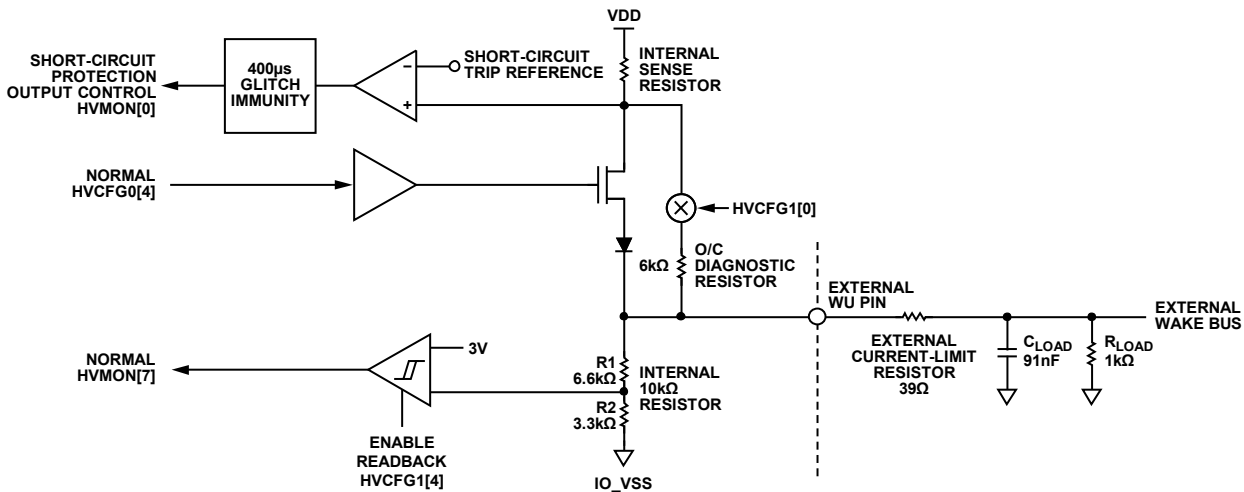 VDD
SHORT-CIRCUIT
PROTECTION
OUTPUT CONTROL
HVMON[0]
400µs
GLITCH
IMMUNITY
–
+
SHORT-CIRCUIT
TRIP REFERENCE
INTERNAL
SENSE
RESISTOR
NORMAL
HVCFG0[4]
HVCFG1[0]
6kΩ
O/C
DIAGNOSTIC
RESISTOR
EXTERNAL
WU PIN
EXTERNAL
WAKE BUS
EXTERNAL
CURRENT-LIMIT
RESISTOR
39Ω
CLOAD
91nF
RLOAD
1kΩ
NORMAL
HVMON[7]
3V
R1
6.6kΩ
R2
3.3kΩ
INTERNAL
10kΩ
RESISTOR
ENABLE
READBACK
HVCFG1[4]
IO_VSS